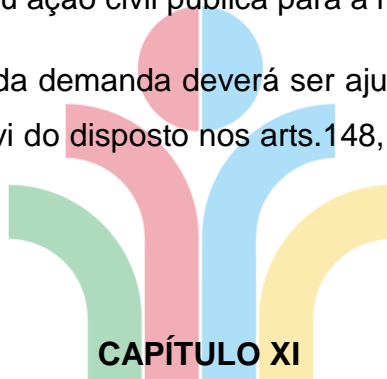 ação civil pública para a
da demanda deverá ser aju
vi do disposto nos arts.148,
CAPÍTULO XI